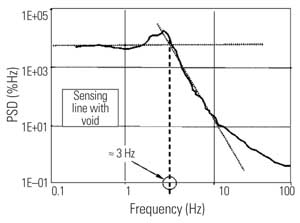 1E+05
1E+03
1E+01
1E–01
PSD (%Hz)
Sensing
line with
void
≈ 3 Hz
0.1
1
10
100
Frequency (Hz)